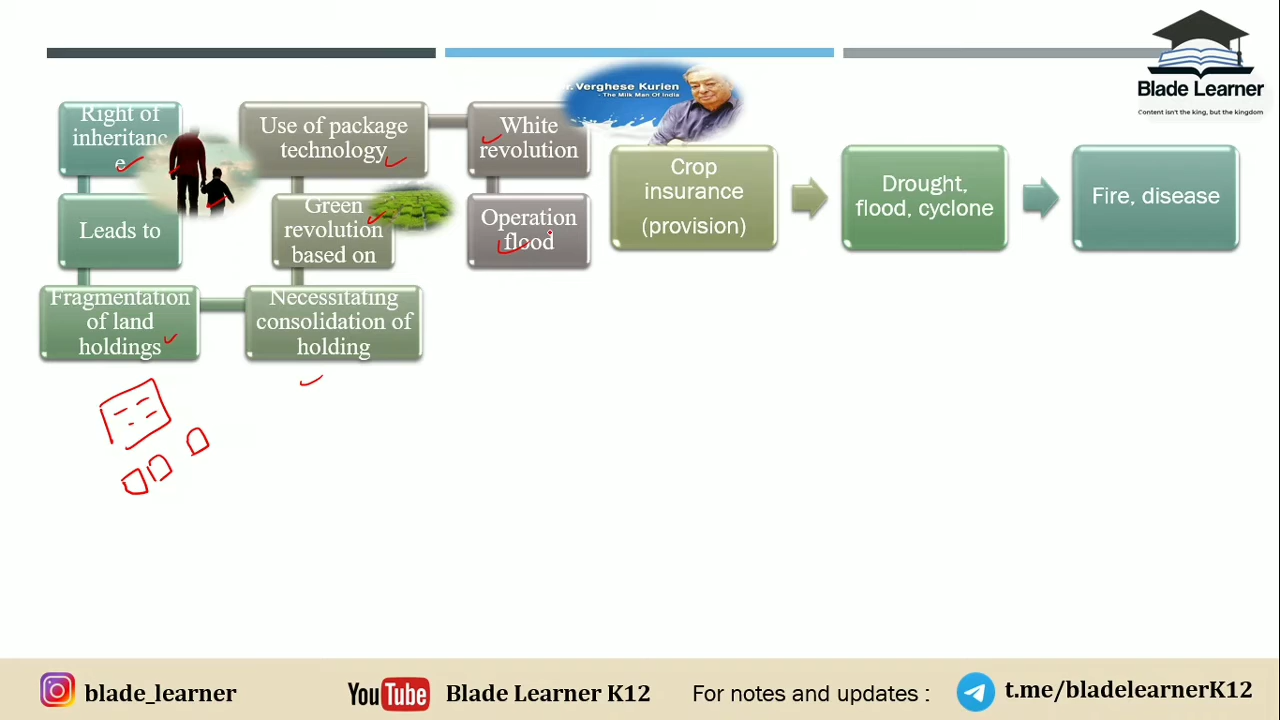 Blade Learner
Content isn't the king, but the kingdom
Right of
inheritanc
e
Leads to
Fragmentation
of land
holdings
Necessitating
consolidation of
holding
Green
revolution
based on
Use of package
technology
White
revolution
Operation
flood
Verghese Kurien
- The Milk Man Of India
Crop
insurance
(provision)
Drought,
flood, cyclone
Fire, disease
blade_learner
YouTube
Blade Learner K12
For notes and updates :
t.me/bladelearnerK12